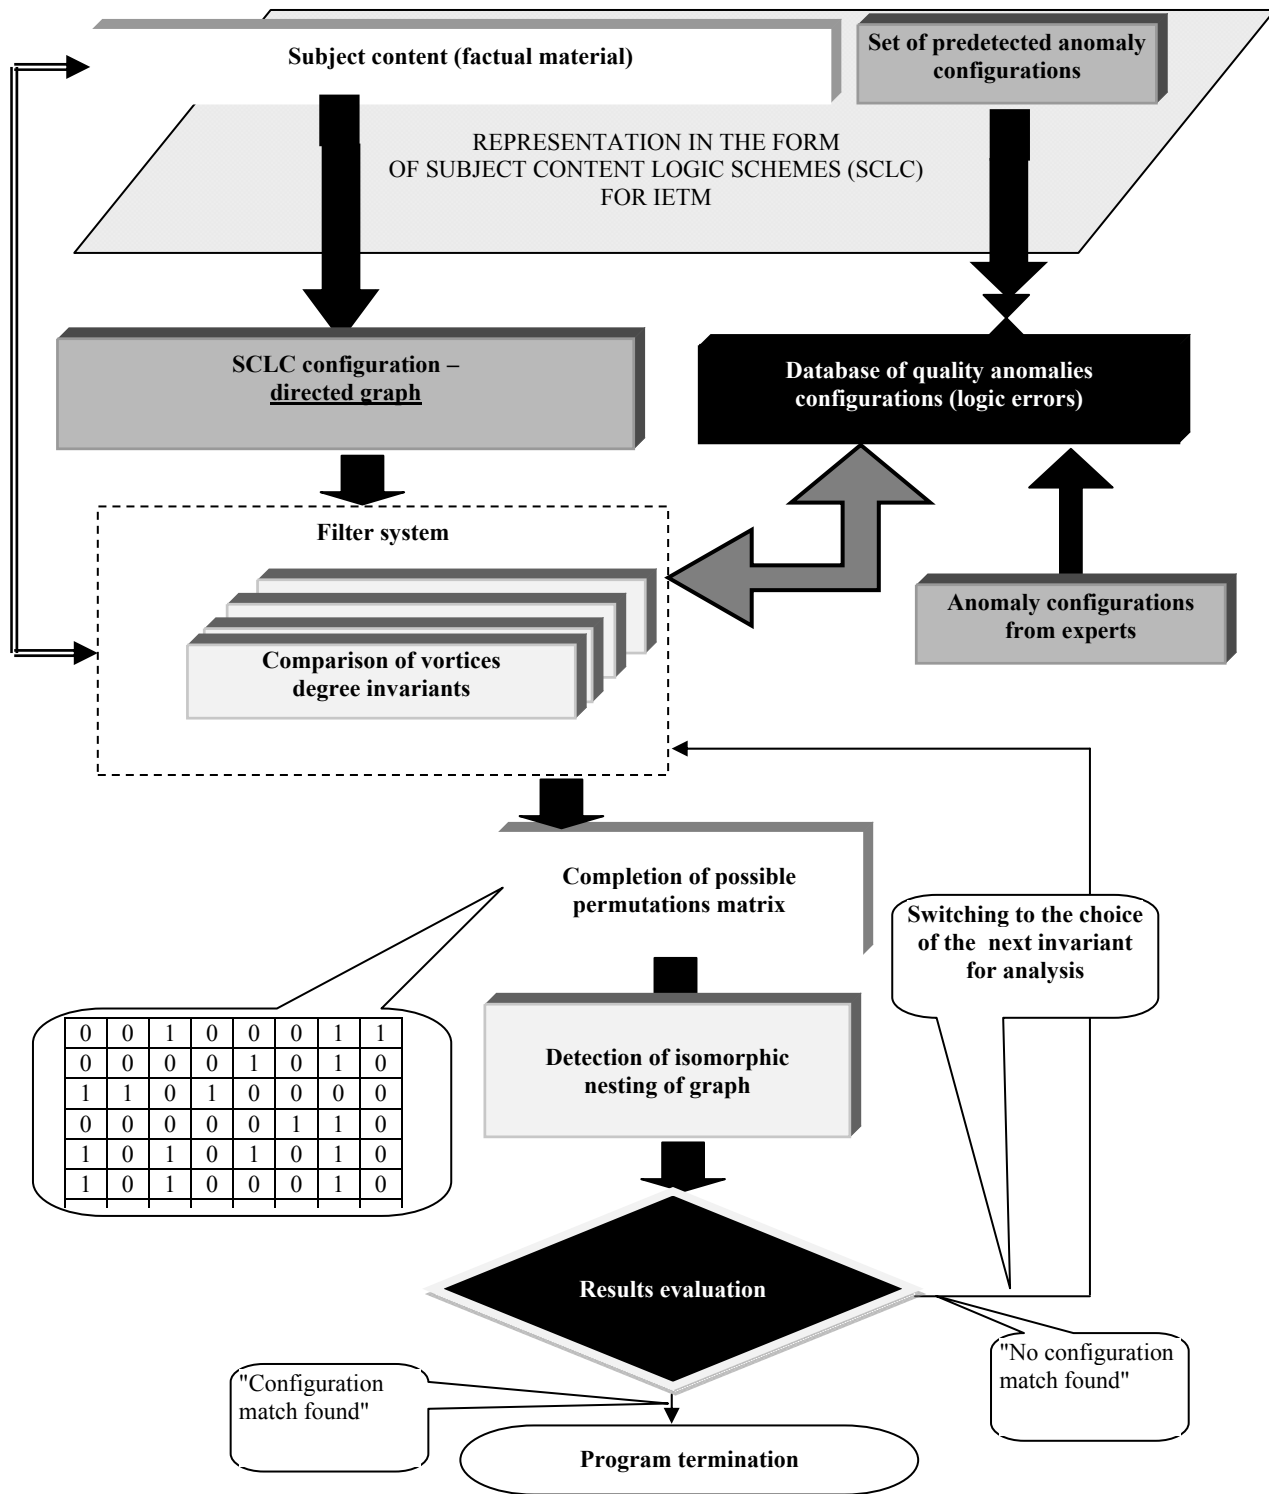 Subject content (factual material)
Set of predetected anomaly
configurations
REPRESENTATION IN THE FORM
OF SUBJECT CONTENT LOGIC SCHEMES (SCLC)
FOR IETM
SCLC configuration –
directed graph
Database of quality anomalies
configurations (logic errors)
Filter system
Anomaly configurations
from experts
Comparison of vortices
degree invariants
Completion of possible
permutations matrix
Switching to the choice
of the next invariant
for analysis
0 0 1 0 0 0 1 1
0 0 0 0 1 0 1 0
1 1 0 1 0 0 0 0
0 0 0 0 0 1 1 0
1 0 1 0 1 0 1 0
1 0 1 0 0 0 1 0
Detection of isomorphic
nesting of graph
Results evaluation
"No configuration
match found"
"Configuration
match found"
Program termination